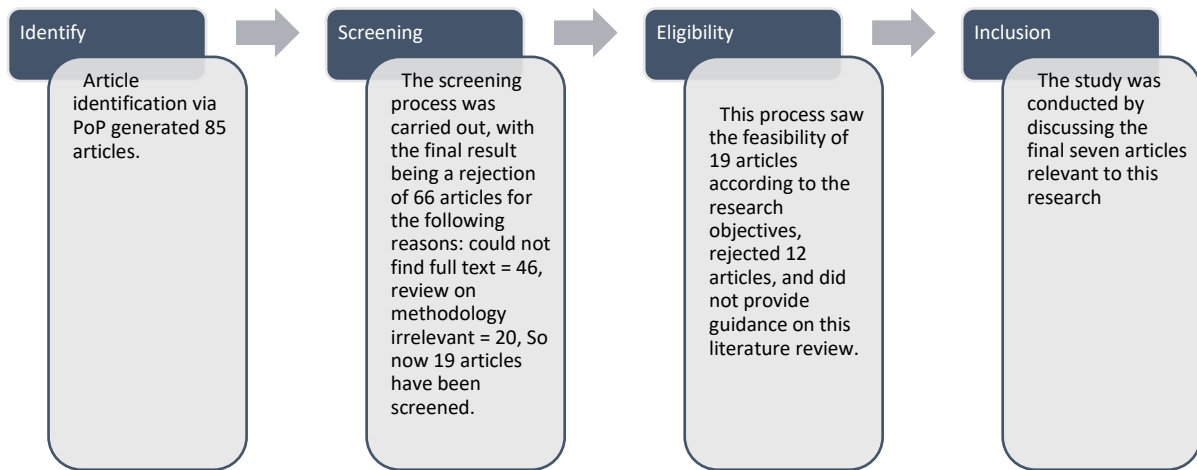 Identify
Article
identification via
PoP generated 85
articles.
Screening
The screening
process was
carried out, with
the final result
being a rejection
of 66 articles for
the following
reasons: could not
find full text = 46,
review on
methodology
irrelevant = 20, So
now 19 articles
have been
screened.
Eligibility
This process saw
the feasibility of
19 articles
according to the
research
objectives,
rejected 12
articles, and did
not provide
guidance on this
literature review.
Inclusion
The study was
conducted by
discussing the
final seven articles
relevant to this
research